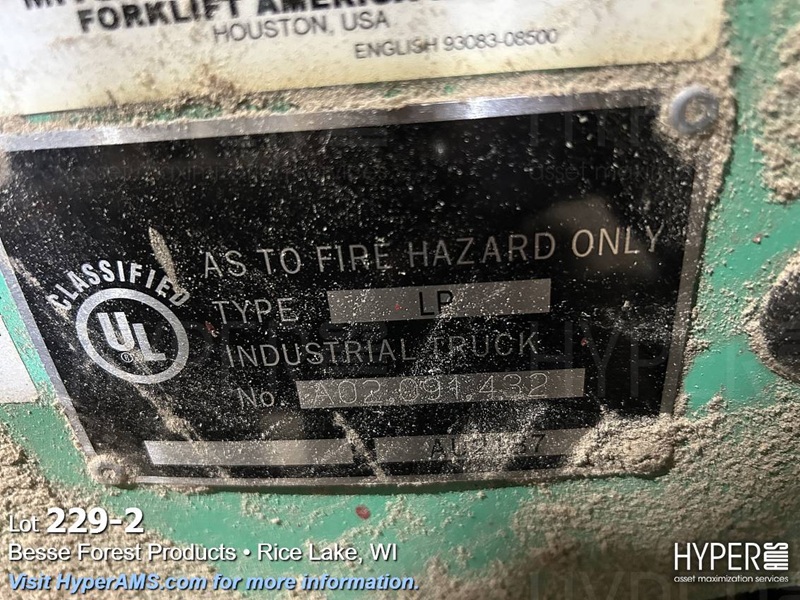 FORKLIFT AMERICA
HOUSTON, USA
ENGLISH 93083-08500
CLASSIFIED
UL
®
AS TO FIRE HAZARD ONLY
TYPE LP
INDUSTRIAL TRUCK
No. A02,891,432
Lot 229-2
Besse Forest Products • Rice Lake, WI
Visit HyperAMS.com for more information.
HYPER AMS
asset maximization services